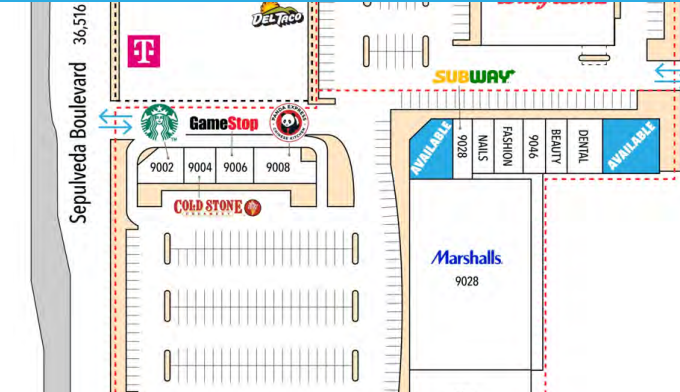 36,516
Sepulveda Boulevard
DEL TACO
T
SUBWAY
GameStop
PANDA EXPRESS
CHINESE KITCHEN
9002
9004
9006
9008
COLD STONE
CREAMERY
AVAILABLE
9028
NAILS
FASHION
9046
BEAUTY
DENTAL
AVAILABLE
Marshalls
9028